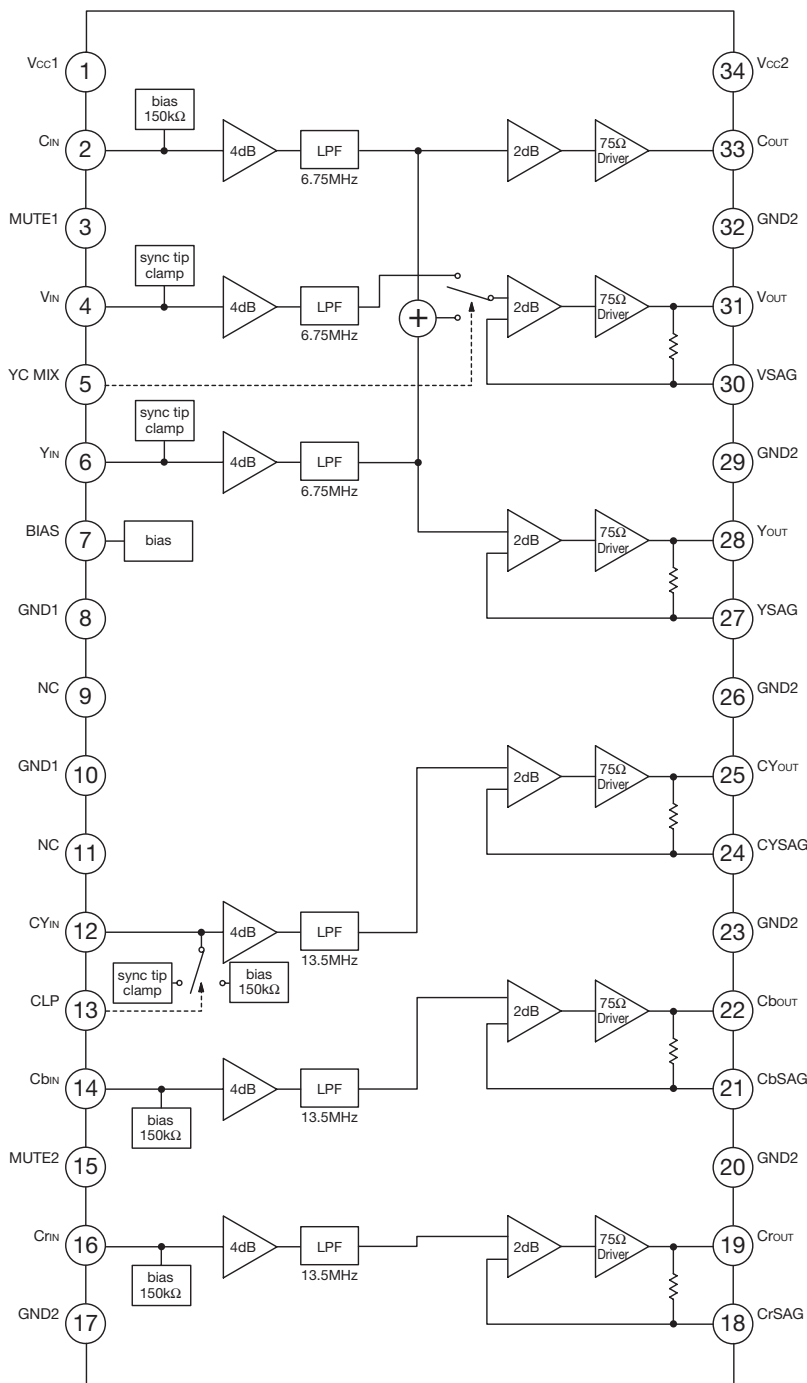 VCC1
1
VCC2
34
bias
150kΩ
CIN
2
4dB
LPF
6.75MHz
2dB
75Ω
Driver
COUT
33
MUTE1
3
GND2
32
sync tip
clamp
VIN
4
4dB
LPF
6.75MHz
+
2dB
75Ω
Driver
VOUT
31
YC MIX
5
VSAG
30
sync tip
clamp
YIN
6
4dB
LPF
6.75MHz
GND2
29
BIAS
7
bias
2dB
75Ω
Driver
YOUT
28
GND1
8
YSAG
27
NC
9
GND2
26
GND1
10
2dB
75Ω
Driver
CYOUT
25
NC
11
CYSAG
24
CYIN
12
4dB
LPF
13.5MHz
GND2
23
sync tip
clamp
bias
150kΩ
CLP
13
2dB
75Ω
Driver
CbOUT
22
CbIN
14
4dB
LPF
13.5MHz
bias
150kΩ
CbSAG
21
MUTE2
15
GND2
20
CrIN
16
4dB
LPF
13.5MHz
bias
150kΩ
2dB
75Ω
Driver
CrOUT
19
GND2
17
CrSAG
18